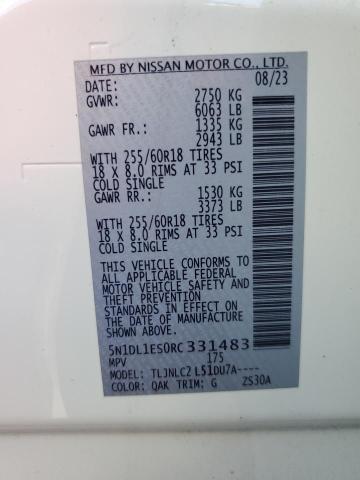 MFD BY NISSAN MOTOR CO., LTD.
DATE: 08/23
GVWR: 2750 KG
6063 LB
GAWR FR.: 1335 KG
2943 LB
WITH 255/60R18 TIRES
18 X 8.0 RIMS AT 33 PSI
COLD SINGLE
GAWR RR.: 1530 KG
3373 LB
WITH 255/60R18 TIRES
18 X 8.0 RIMS AT 33 PSI
COLD SINGLE
THIS VEHICLE CONFORMS TO
ALL APPLICABLE FEDERAL
MOTOR VEHICLE SAFETY AND
THEFT PREVENTION
STANDARDS IN EFFECT ON
THE DATE OF MANUFACTURE
SHOWN ABOVE.
5N1DL1ES0RC331483
MPV 175
MODEL: TLJNLC2 L51DU7A----
COLOR: QAK TRIM: G ZS30A